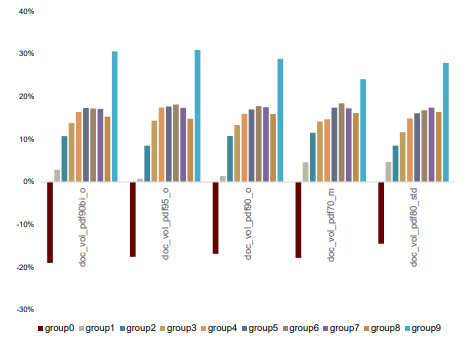 40%
30%
20%
10%
0%
-10%
-20%
-30%
doc_vol_pdf90bi_o
doc_vol_pdf95_o
doc_vol_pdf90_o
doc_vol_pdf70_m
doc_vol_pdf80_std
group0 group1 group2 group3 group4 group5 group6 group7 group8 group9